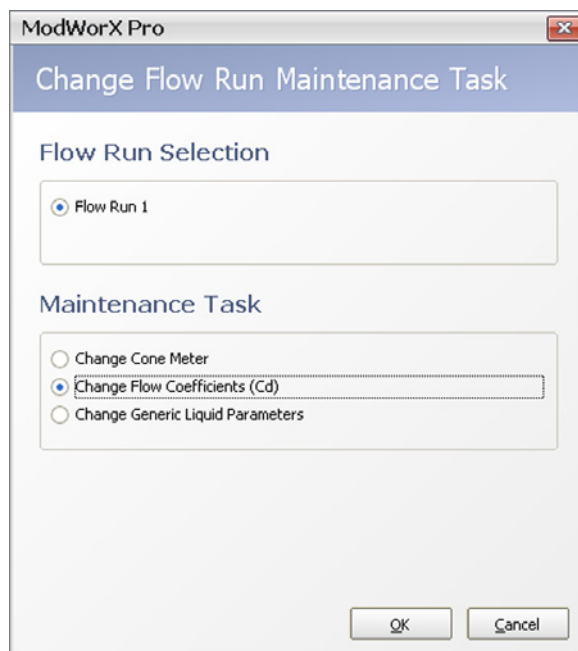 ModWorX Pro
Change Flow Run Maintenance Task
Flow Run Selection
Flow Run 1
Maintenance Task
Change Cone Meter
Change Flow Coefficients (Cd)
Change Generic Liquid Parameters
OK
Cancel